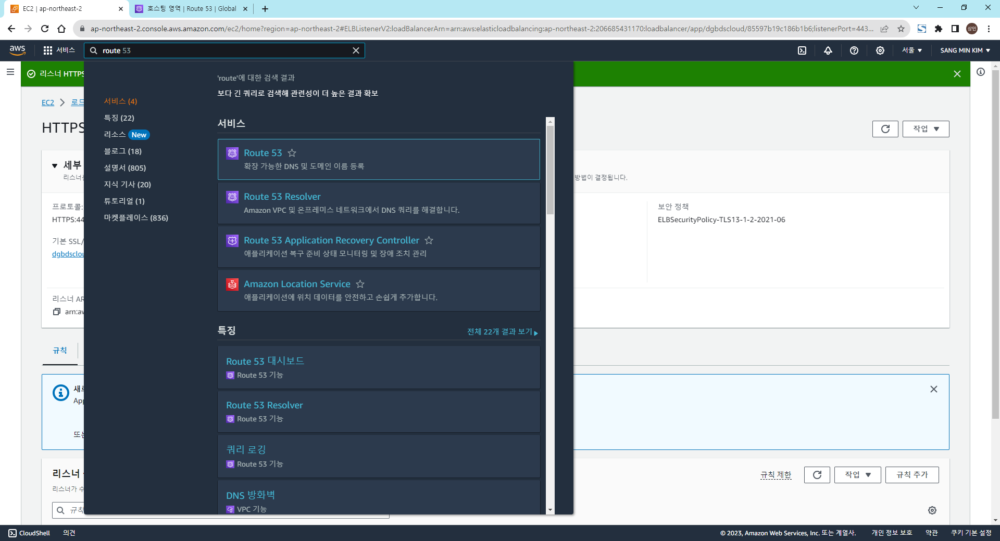 EC2 | ap-northeast-2
호스팅 영역 | Route 53 | Global
ap-northeast-2.console.aws.amazon.com/ec2/home?region=ap-northeast-2#ELBListenerV2:loadBalancerArn=arn:aws:elasticloadbalancing:ap-northeast-2:206685431170:loadbalancer/app/dgbdscloud/85597b19c186b1b6;listenerPort=443...
상민
aws
서비스
route 53
서울
SANG MIN KIM
리스너 HTTPS
EC2
로드
HTTPS
작업
세부
리스너는
방법이 결정됩니다.
프로토콜:
HTTPS:44
기본 SSL/
dgbdsclou
리스너 AR
arn:aw
보안 정책
ELBSecurityPolicy-TLS13-1-2-2021-06
'route'에 대한 검색 결과
보다 긴 쿼리로 검색해 관련성이 더 높은 결과 확보
서비스 (4)
특징 (22)
리소스 New
블로그 (18)
설명서 (805)
지식 기사 (20)
튜토리얼 (1)
마켓플레이스 (836)
서비스
Route 53
확장 가능한 DNS 및 도메인 이름 등록
Route 53 Resolver
Amazon VPC 및 온프레미스 네트워크에서 DNS 쿼리를 해결합니다.
Route 53 Application Recovery Controller
애플리케이션 복구 준비 상태 모니터링 및 장애 조치 관리
Amazon Location Service
애플리케이션에 위치 데이터를 안전하고 손쉽게 추가합니다.
특징
전체 22개 결과 보기
Route 53 대시보드
Route 53 기능
Route 53 Resolver
Route 53 기능
쿼리 로깅
Route 53 기능
DNS 방화벽
VPC 기능
규칙
새로
App
또는
리스너
리스너가 수
규칙
규칙 제한
작업
규칙 추가
CloudShell
의견
© 2023, Amazon Web Services, Inc. 또는 계열사.
개인 정보 보호
약관
쿠키 기본 설정